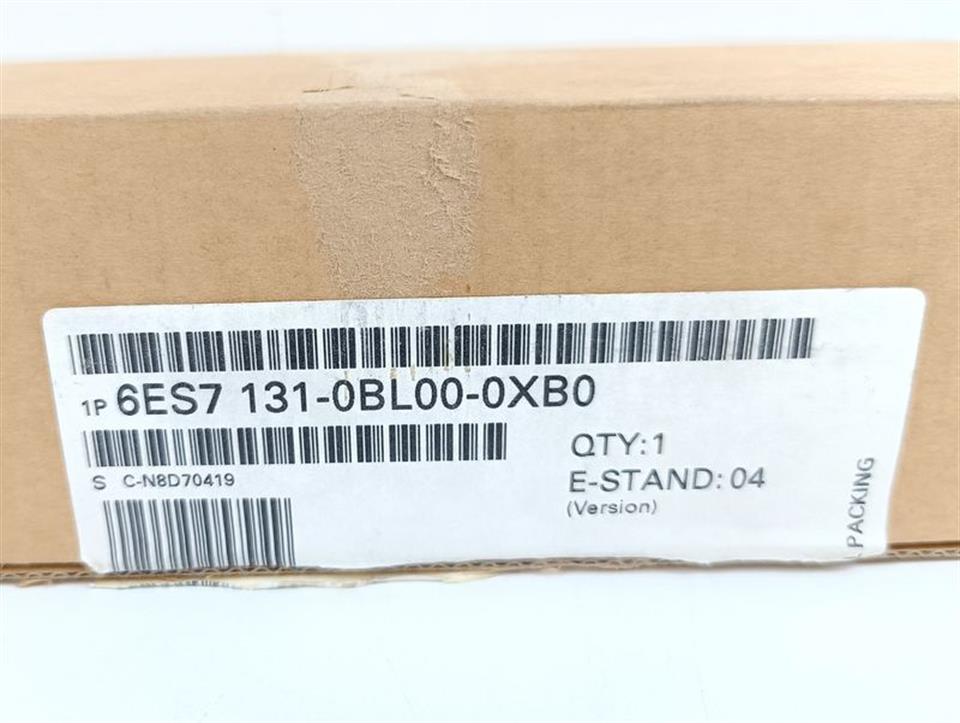 1P 6ES7 131-0BL00-0XB0
S C-N8D70419
QTY:1
E-STAND:04
(Version)
PACKING